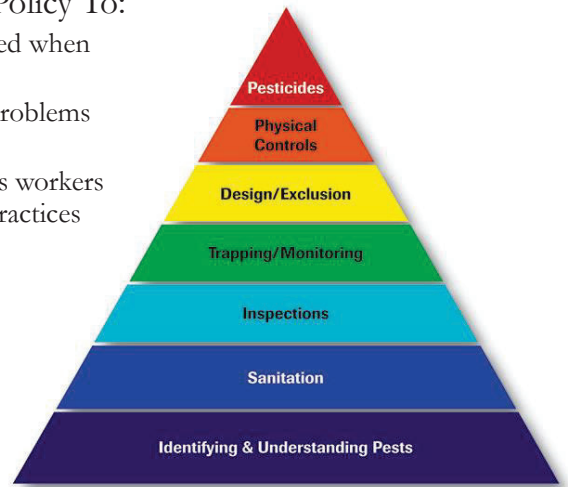 Policy To:
ed when
roblems
s workers
ractices
Pesticides
Physical
Controls
Design/Exclusion
Trapping/Monitoring
Inspections
Sanitation
Identifying & Understanding Pests